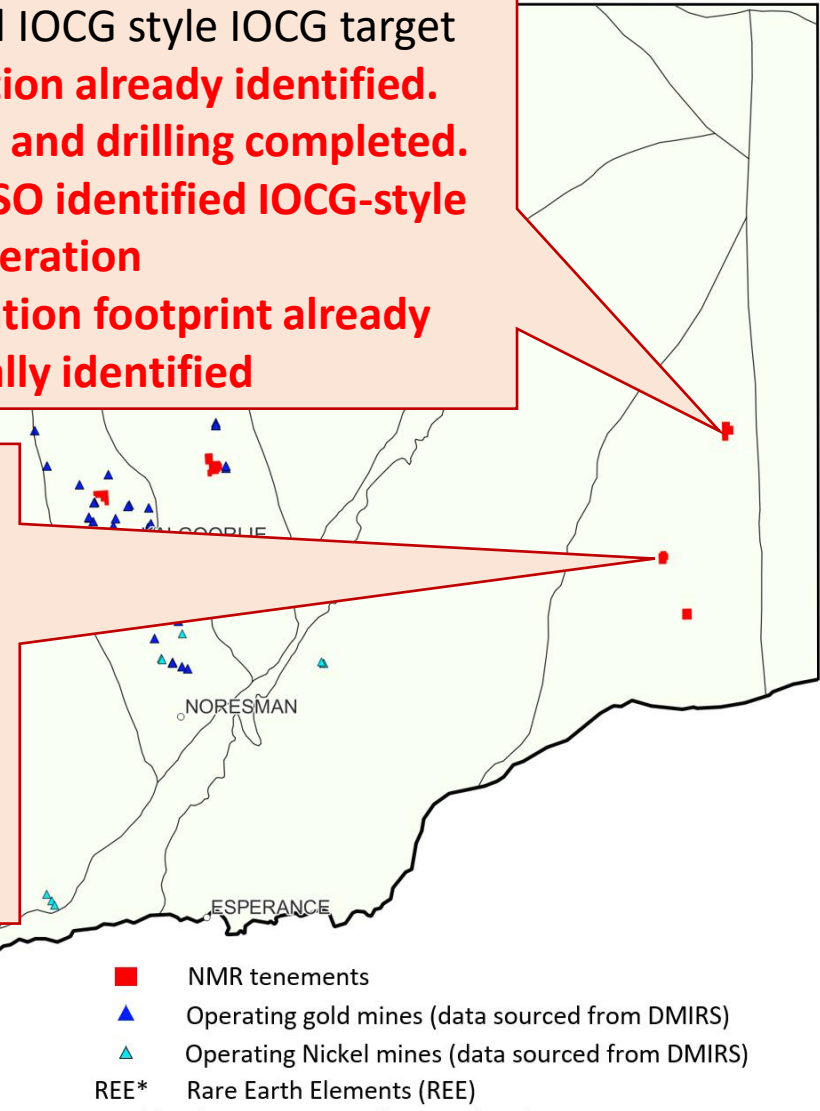 IOCG style IOCG target
tion already identified.
and drilling completed.
SO identified IOCG-style
eration
tion footprint already
ally identified
NORESMAN
ESPERANCE
NMR tenements
Operating gold mines (data sourced from DMIRS)
Operating Nickel mines (data sourced from DMIRS)
REE* Rare Earth Elements (REE)